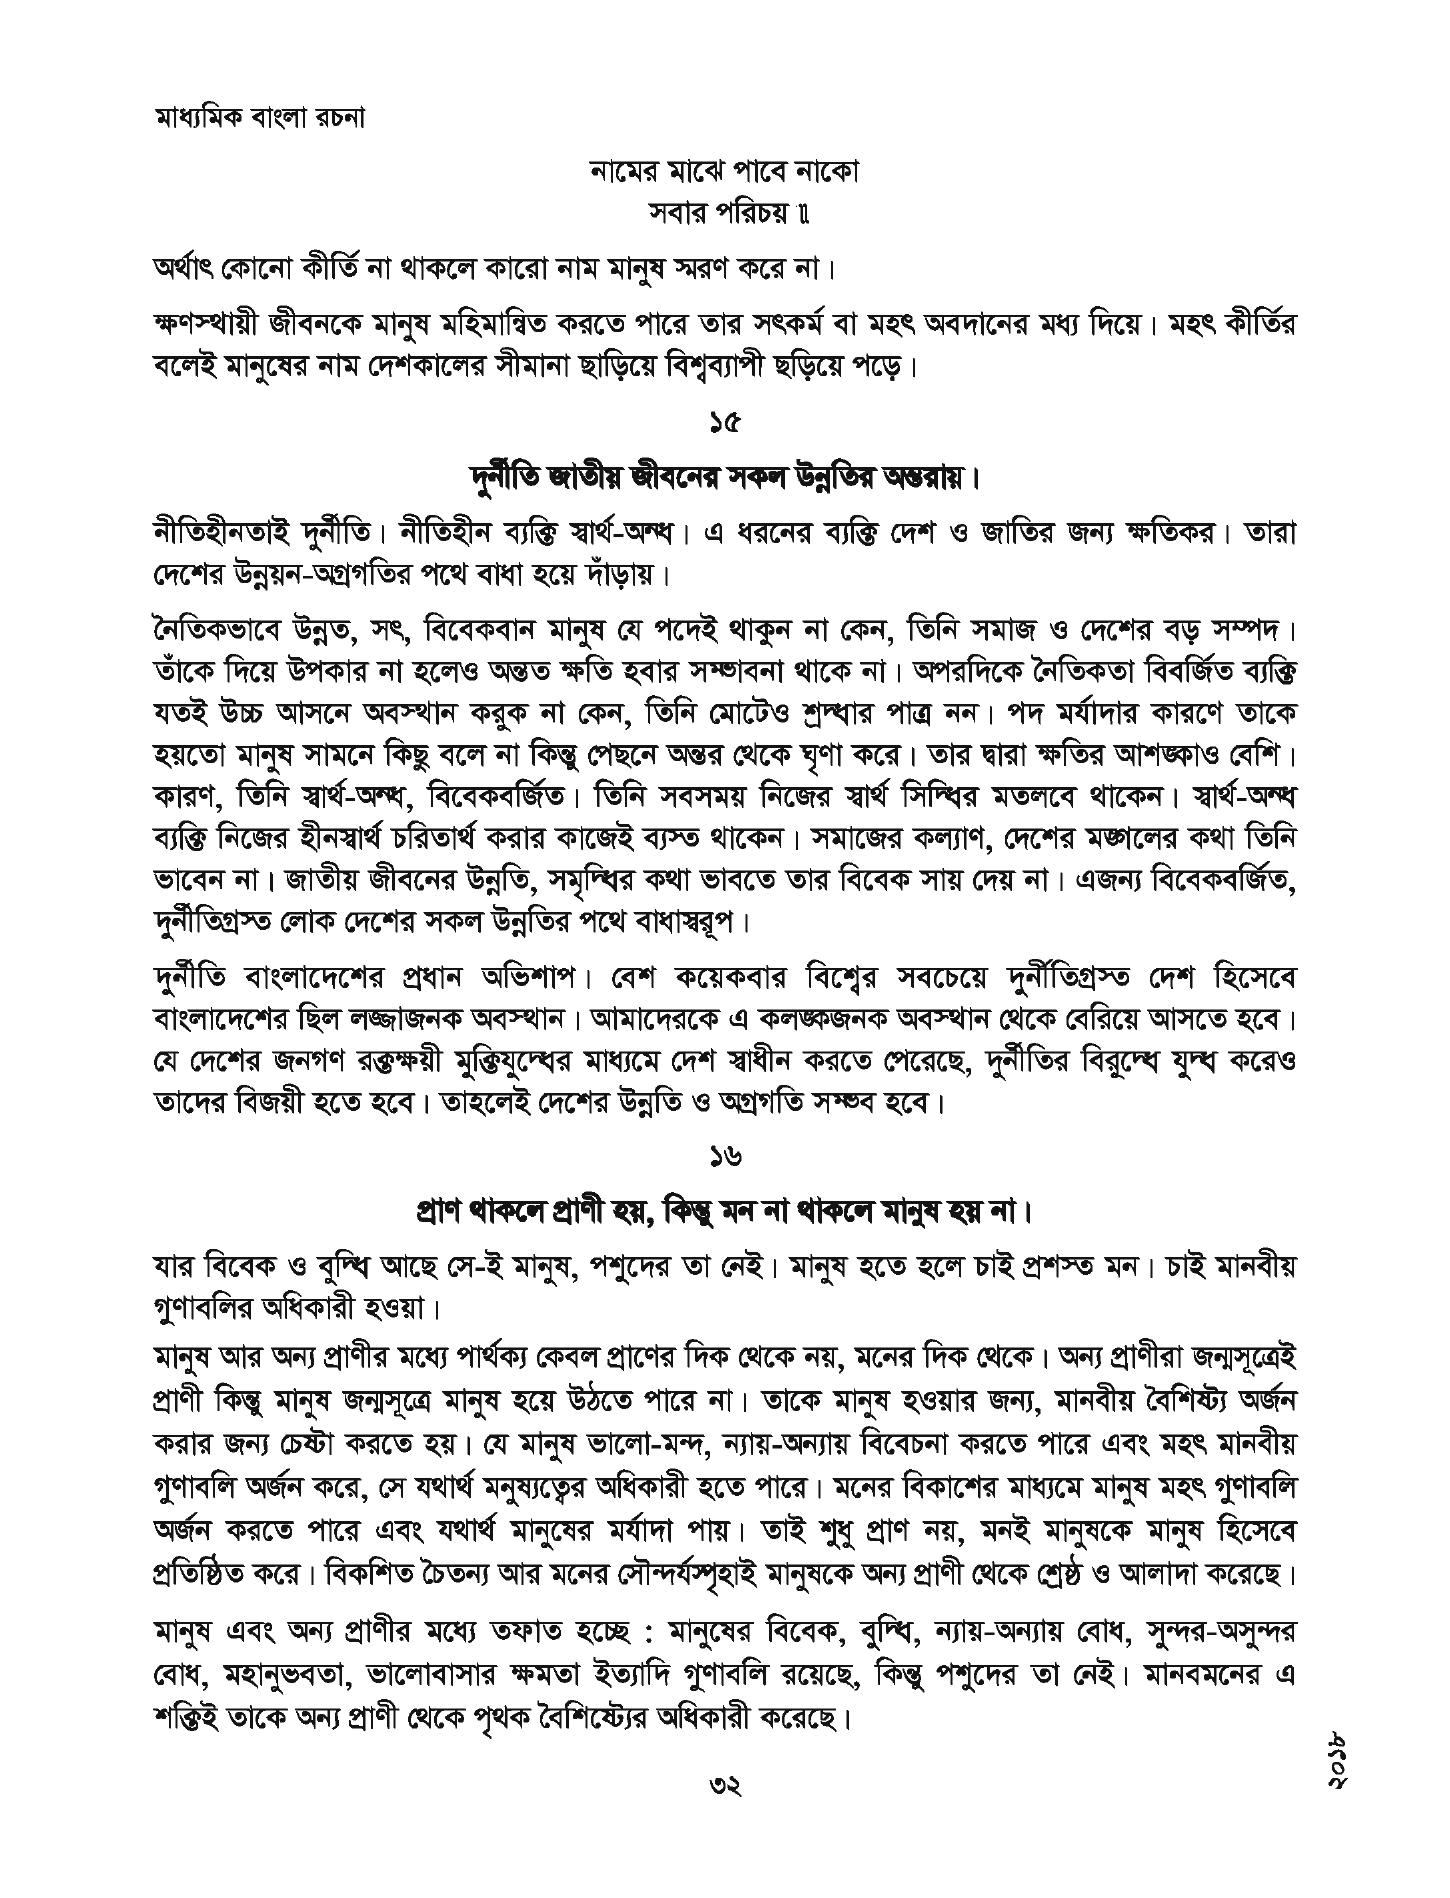 মাধ্যমিক বাংলা রচনা
নামের মাঝে পাবে নাকো
সবার পরিচয় ॥
অর্থাৎ কোনো কীর্তি না থাকলে কারো নাম মানুষ স্মরণ করে না।
ক্ষণস্থায়ী জীবনকে মানুষ মহিমান্বিত করতে পারে তার সৎকর্ম বা মহৎ অবদানের মধ্য দিয়ে। মহৎ কীর্তির
বলেই মানুষের নাম দেশকালের সীমানা ছাড়িয়ে বিশ্বব্যাপী ছড়িয়ে পড়ে।
১৫
দুর্নীতি জাতীয় জীবনের সকল উন্নতির অন্তরায়।
নীতিহীনতাই দুর্নীতি। নীতিহীন ব্যক্তি স্বার্থ-অন্ধ। এ ধরনের ব্যক্তি দেশ ও জাতির জন্য ক্ষতিকর। তারা
দেশের উন্নয়ন-অগ্রগতির পথে বাধা হয়ে দাঁড়ায়।
নৈতিকভাবে উন্নত, সৎ, বিবেকবান মানুষ যে পদেই থাকুন না কেন, তিনি সমাজ ও দেশের বড় সম্পদ।
তাঁকে দিয়ে উপকার না হলেও অন্তত ক্ষতি হবার সম্ভাবনা থাকে না। অপরদিকে নৈতিকতা বিবর্জিত ব্যক্তি
যতই উচ্চ আসনে অবস্থান করুক না কেন, তিনি মোটেও শ্রদ্ধার পাত্র নন। পদ মর্যাদার কারণে তাকে
হয়তো মানুষ সামনে কিছু বলে না কিন্তু পেছনে অন্তর থেকে ঘৃণা করে। তার দ্বারা ক্ষতির আশঙ্কাও বেশি।
কারণ, তিনি স্বার্থ-অন্ধ, বিবেকবর্জিত। তিনি সবসময় নিজের স্বার্থ সিদ্ধির মতলবে থাকেন। স্বার্থ-অন্ধ
ব্যক্তি নিজের হীনস্বার্থ চরিতার্থ করার কাজেই ব্যস্ত থাকেন। সমাজের কল্যাণ, দেশের মঙ্গলের কথা তিনি
ভাবেন না। জাতীয় জীবনের উন্নতি, সমৃদ্ধির কথা ভাবতে তার বিবেক সায় দেয় না। এজন্য বিবেকবর্জিত,
দুর্নীতিগ্রস্ত লোক দেশের সকল উন্নতির পথে বাধাস্বরূপ।
দুর্নীতি বাংলাদেশের প্রধান অভিশাপ। বেশ কয়েকবার বিশ্বের সবচেয়ে দুর্নীতিগ্রস্ত দেশ হিসেবে
বাংলাদেশের ছিল লজ্জাজনক অবস্থান। আমাদেরকে এ কলঙ্কজনক অবস্থান থেকে বেরিয়ে আসতে হবে।
যে দেশের জনগণ রক্তক্ষয়ী মুক্তিযুদ্ধের মাধ্যমে দেশ স্বাধীন করতে পেরেছে, দুর্নীতির বিরুদ্ধে যুদ্ধ করেও
তাদের বিজয়ী হতে হবে। তাহলেই দেশের উন্নতি ও অগ্রগতি সম্ভব হবে।
১৬
প্রাণ থাকলে প্রাণী হয়, কিন্তু মন না থাকলে মানুষ হয় না।
যার বিবেক ও বুদ্ধি আছে সে-ই মানুষ, পশুদের তা নেই। মানুষ হতে হলে চাই প্রশস্ত মন। চাই মানবীয়
গুণাবলির অধিকারী হওয়া।
মানুষ আর অন্য প্রাণীর মধ্যে পার্থক্য কেবল প্রাণের দিক থেকে নয়, মনের দিক থেকে। অন্য প্রাণীরা জন্মসূত্রেই
প্রাণী কিন্তু মানুষ জন্মসূত্রে মানুষ হয়ে উঠতে পারে না। তাকে মানুষ হওয়ার জন্য, মানবীয় বৈশিষ্ট্য অর্জন
করার জন্য চেষ্টা করতে হয়। যে মানুষ ভালো-মন্দ, ন্যায়-অন্যায় বিবেচনা করতে পারে এবং মহৎ মানবীয়
গুণাবলি অর্জন করে, সে যথার্থ মনুষ্যত্বের অধিকারী হতে পারে। মনের বিকাশের মাধ্যমে মানুষ মহৎ গুণাবলি
অর্জন করতে পারে এবং যথার্থ মানুষের মর্যাদা পায়। তাই শুধু প্রাণ নয়, মনই মানুষকে মানুষ হিসেবে
প্রতিষ্ঠিত করে। বিকশিত চৈতন্য আর মনের সৌন্দর্যস্পৃহাই মানুষকে অন্য প্রাণী থেকে শ্রেষ্ঠ ও আলাদা করেছে।
মানুষ এবং অন্য প্রাণীর মধ্যে তফাত হচ্ছে : মানুষের বিবেক, বুদ্ধি, ন্যায়-অন্যায় বোধ, সুন্দর-অসুন্দর
বোধ, মহানুভবতা, ভালোবাসার ক্ষমতা ইত্যাদি গুণাবলি রয়েছে, কিন্তু পশুদের তা নেই। মানবমনের এ
শক্তিই তাকে অন্য প্রাণী থেকে পৃথক বৈশিষ্ট্যের অধিকারী করেছে।
৩২
২০১৮